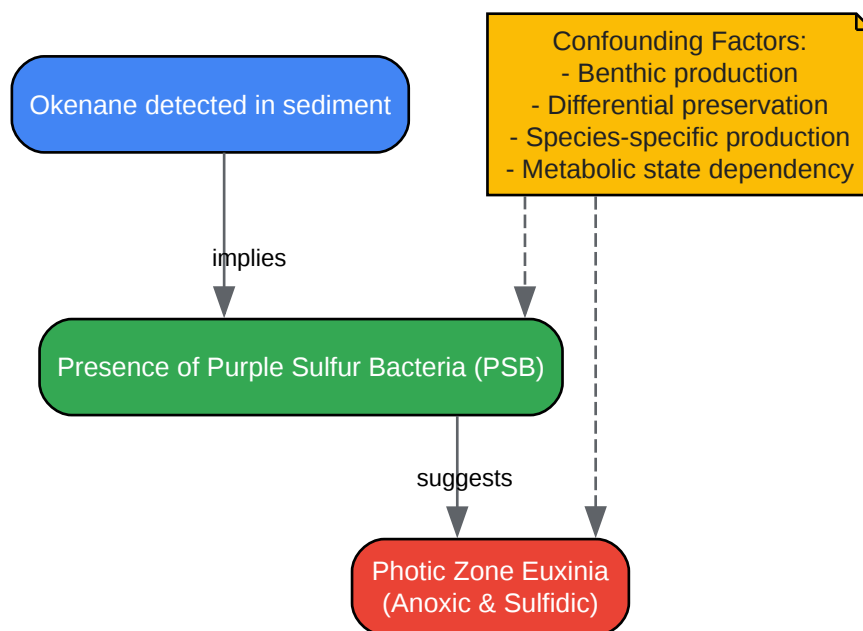 Confounding Factors:
- Benthic production
- Differential preservation
- Species-specific production
- Metabolic state dependency
Okenane detected in sediment
implies
Presence of Purple Sulfur Bacteria (PSB)
suggests
Photic Zone Euxinia
(Anoxic & Sulfidic)